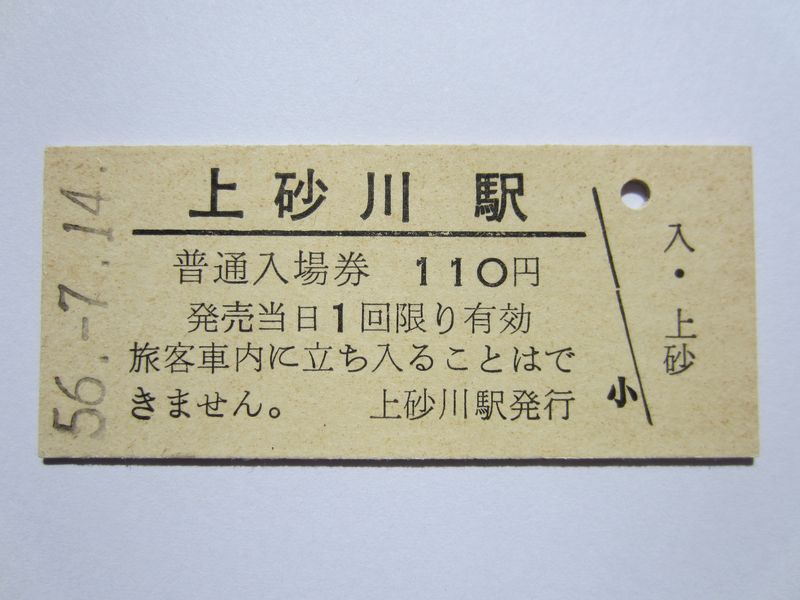 56.-7.14.
上砂川駅
普通入場券 110円
発売当日1回限り有効
旅客車内に立ち入ることはで
きません。 上砂川駅発行
小
入・上砂